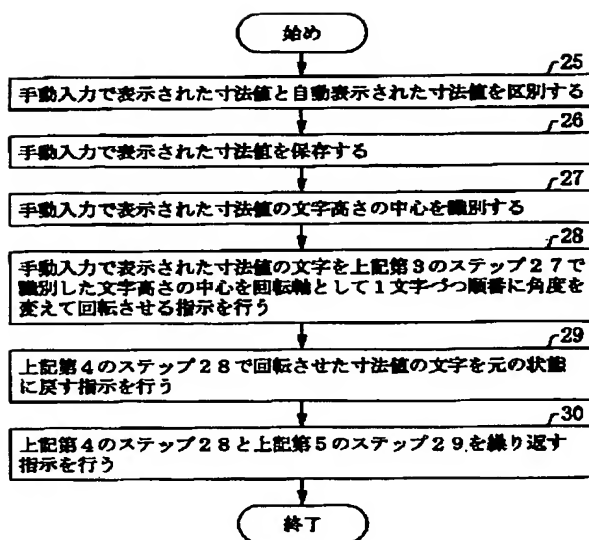 始め
25
手動入力で表示された寸法値と自動表示された寸法値を区別する
26
手動入力で表示された寸法値を保存する
27
手動入力で表示された寸法値の文字高さの中心を識別する
28
手動入力で表示された寸法値の文字を上記第3のステップ27で
識別した文字高さの中心を回転軸として1文字づつ順番に角度を
変えて回転させる指示を行う
29
上記第4のステップ28で回転させた寸法値の文字を元の状態
に戻す指示を行う
30
上記第4のステップ28と上記第5のステップ29を繰り返す
指示を行う
終了